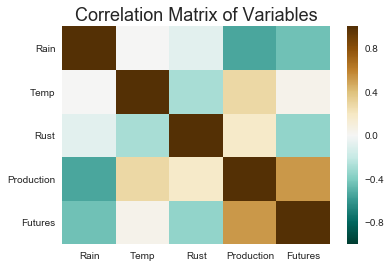 Correlation Matrix of Variables
Rain
Temp
Rust
Production
Futures
Rain Temp Rust Production Futures
0.8
0.4
0.0
−0.4
−0.8